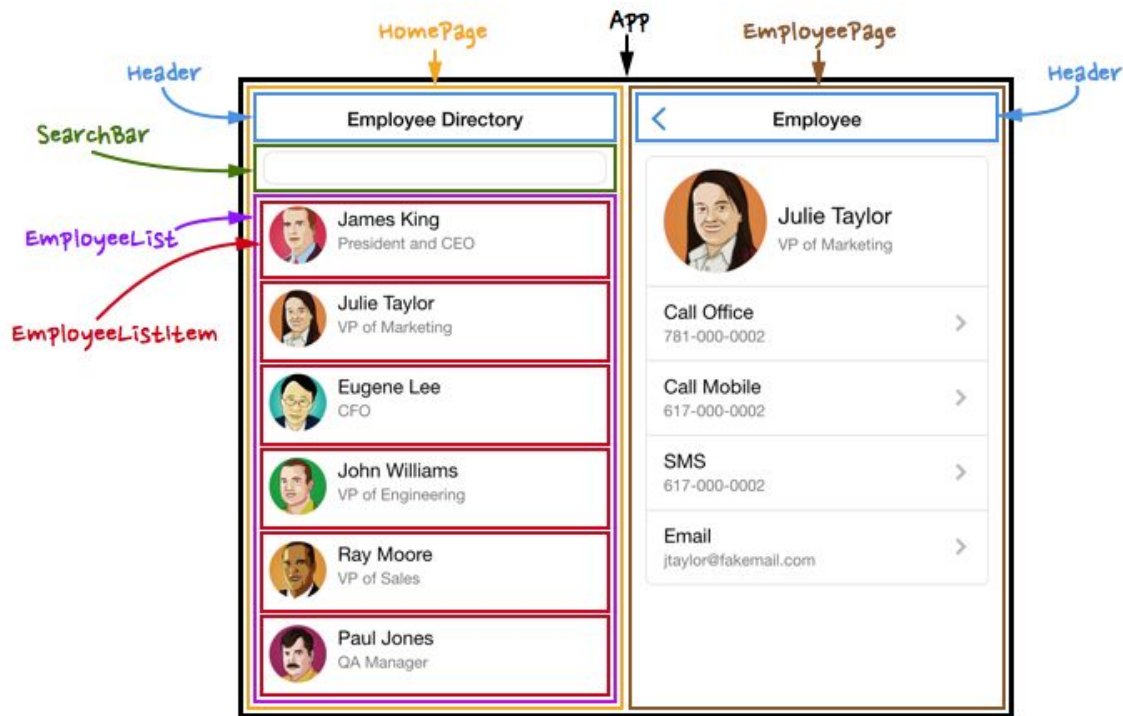 App
HomePage
EmployeePage
Header
Header
SearchBar
EmployeeList
EmployeeListItem
Employee Directory
James King
President and CEO
Julie Taylor
VP of Marketing
Eugene Lee
CFO
John Williams
VP of Engineering
Ray Moore
VP of Sales
Paul Jones
QA Manager
Employee
Julie Taylor
VP of Marketing
Call Office
781-000-0002
Call Mobile
617-000-0002
SMS
617-000-0002
Email
jtaylor@fakemail.com